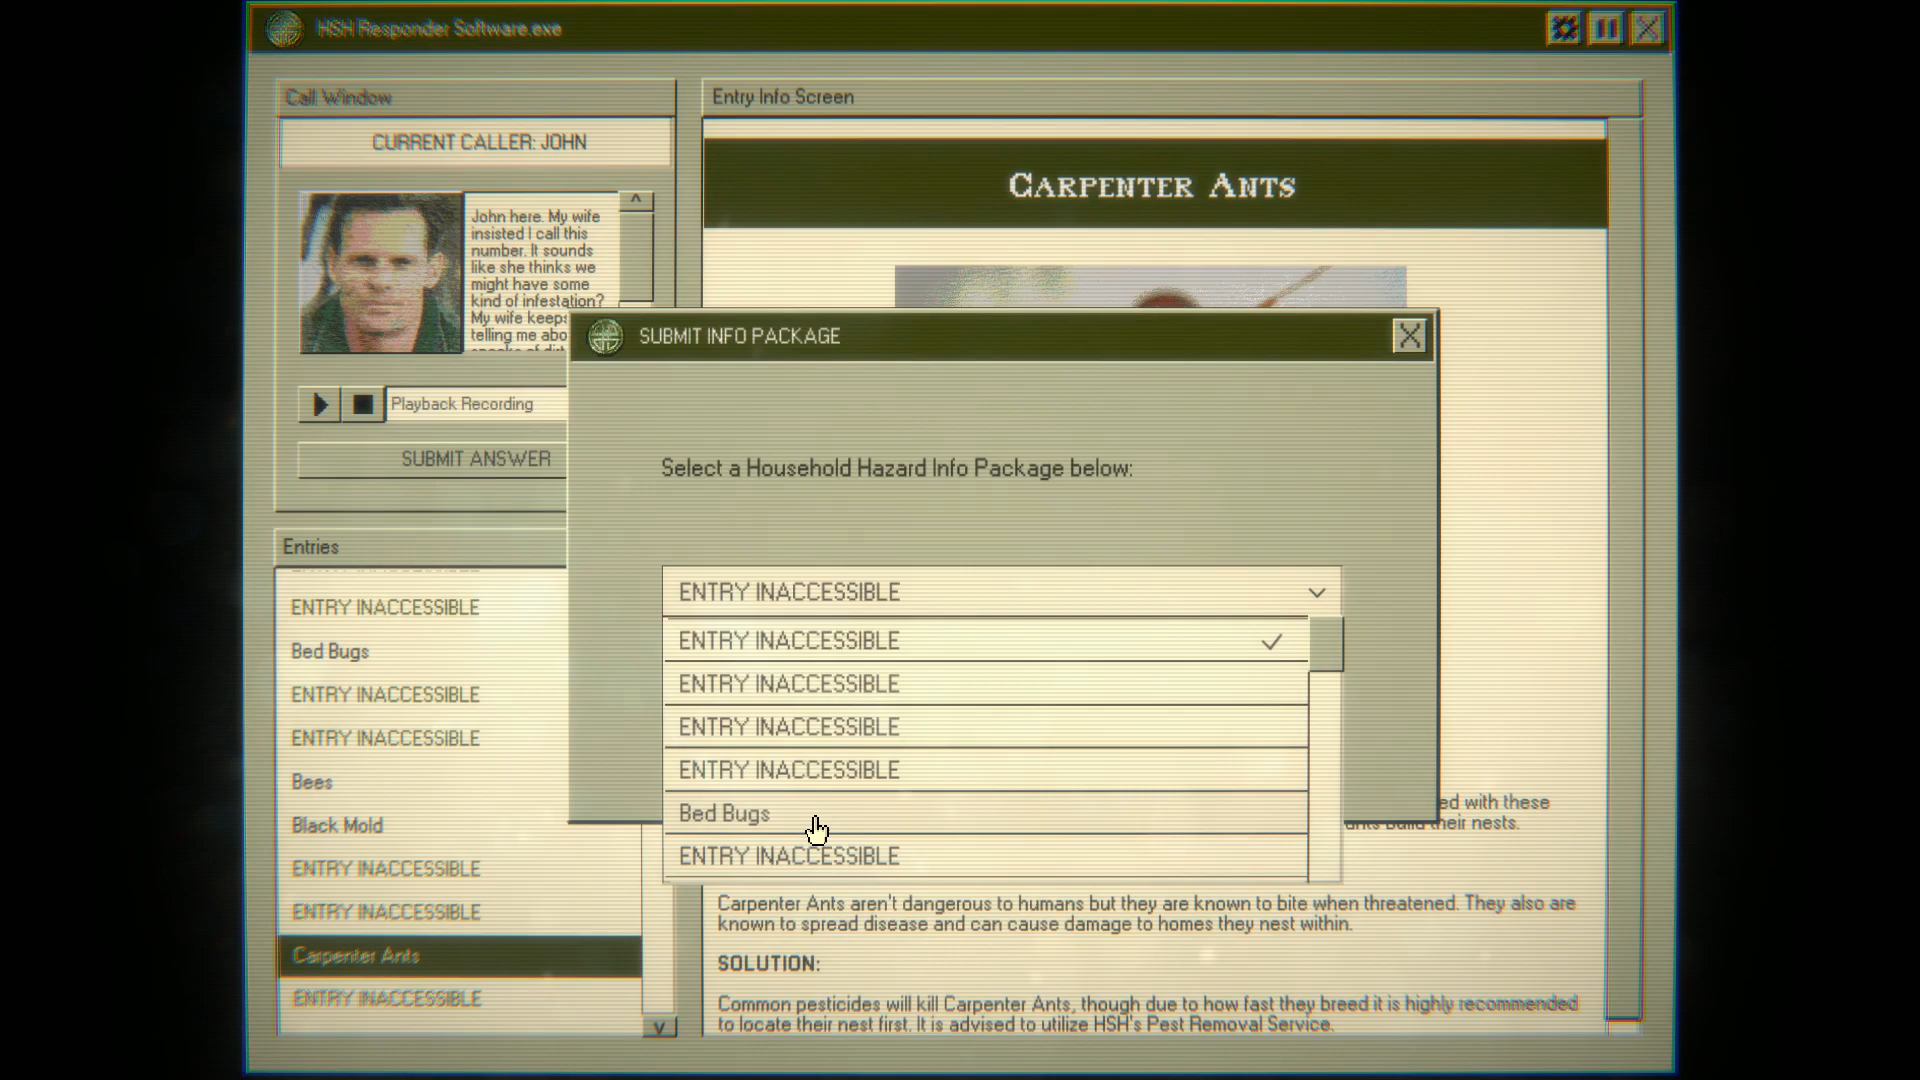 HSH Responder Software.exe
Call Window
CURRENT CALLER: JOHN
John here. My wife
insisted I call this
number. It sounds
like she thinks we
might have some
kind of infestation?
My wife keeps
telling me abo
Playback Recording
SUBMIT ANSWER
Entries
ENTRY INACCESSIBLE
Bed Bugs
ENTRY INACCESSIBLE
ENTRY INACCESSIBLE
Bees
Black Mold
ENTRY INACCESSIBLE
ENTRY INACCESSIBLE
Carpenter Ants
ENTRY INACCESSIBLE
Entry Info Screen
CARPENTER ANTS
SUBMIT INFO PACKAGE
Select a Household Hazard Info Package below:
ENTRY INACCESSIBLE
ENTRY INACCESSIBLE
ENTRY INACCESSIBLE
ENTRY INACCESSIBLE
ENTRY INACCESSIBLE
Bed Bugs
ENTRY INACCESSIBLE
ed with these
ants build their nests.
Carpenter Ants aren't dangerous to humans but they are known to bite when threatened. They also are
known to spread disease and can cause damage to homes they nest within.
SOLUTION:
Common pesticides will kill Carpenter Ants, though due to how fast they breed it is highly recommended
to locate their nest first. It is advised to utilize HSH's Pest Removal Service.